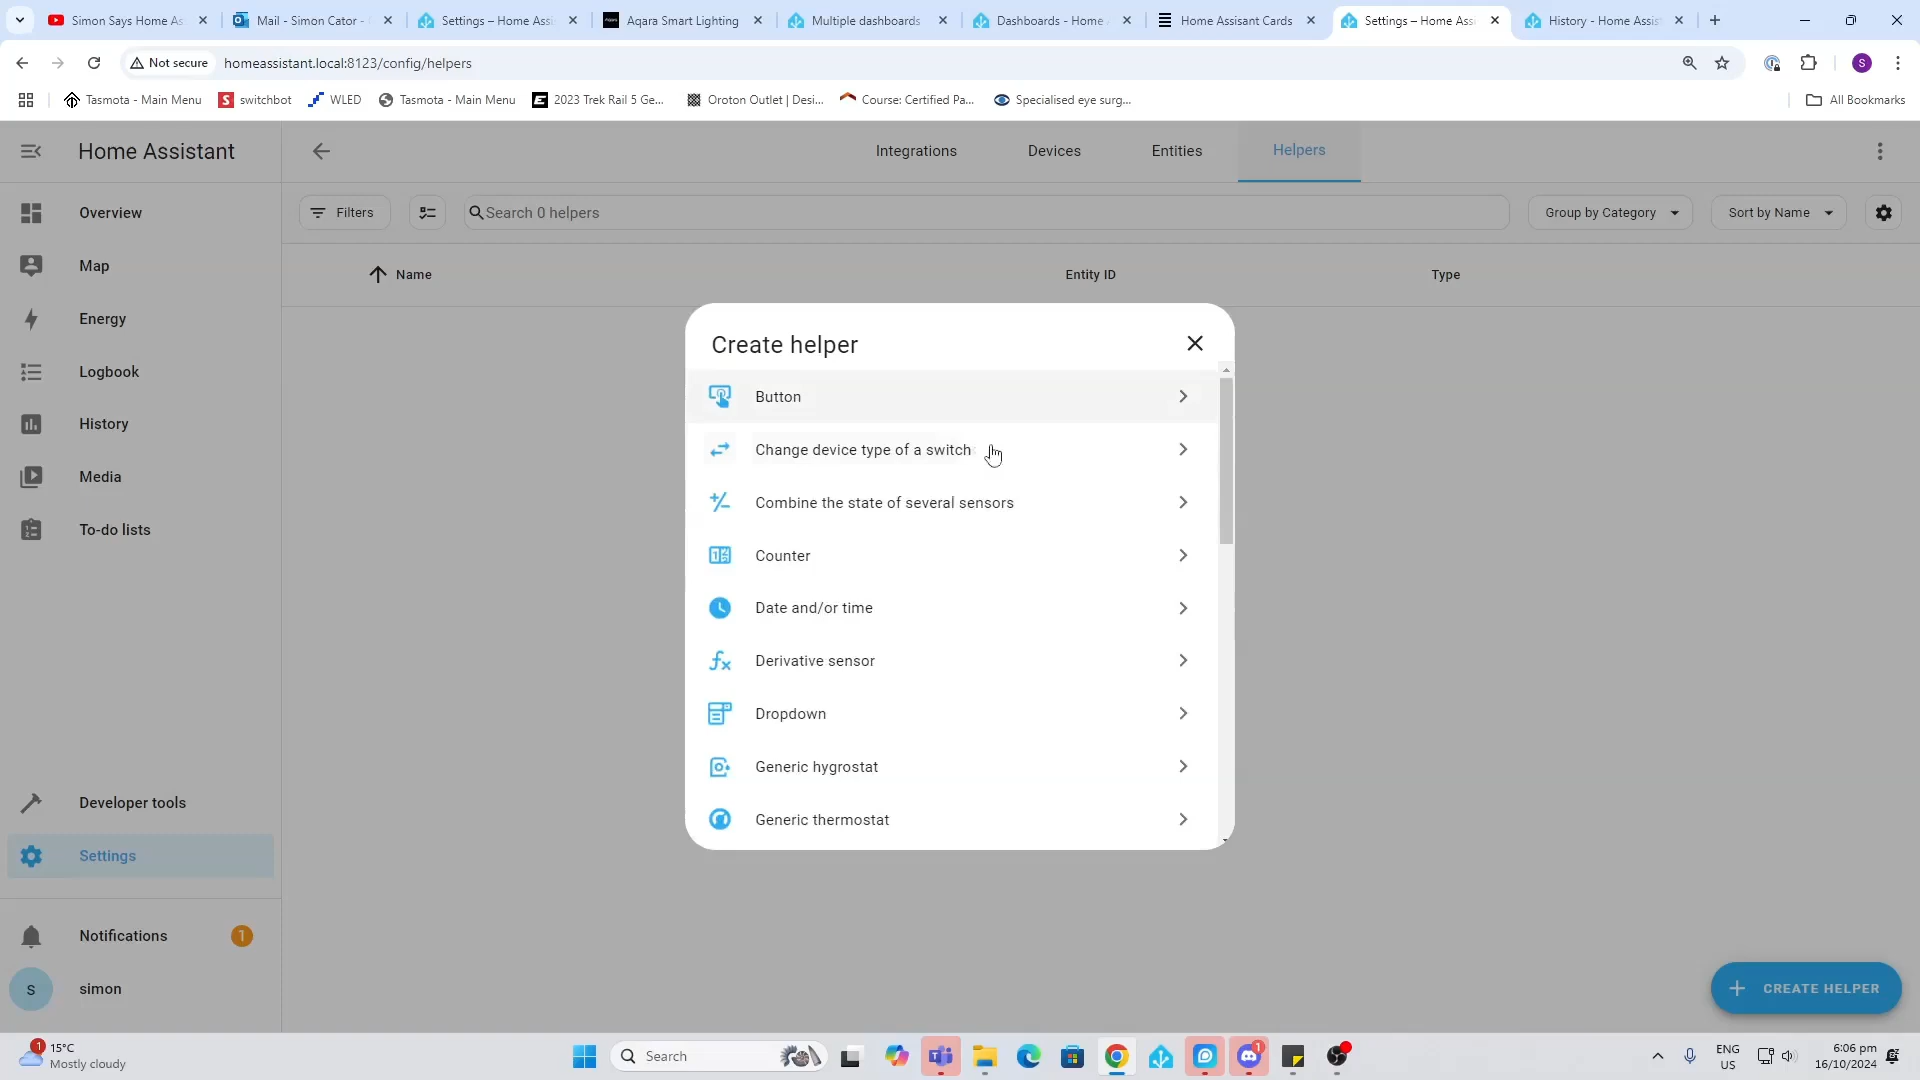 Simon Says Home As
Mail - Simon Cator -
Settings – Home Assi
Aqara Smart Lighting
Multiple dashboards
Dashboards - Home
Home Assisant Cards
Settings – Home Assi
History - Home Assis
Not secure
homeassistant.local:8123/config/helpers
S
Tasmota - Main Menu
switchbot
WLED
Tasmota - Main Menu
2023 Trek Rail 5 Ge...
Oroton Outlet | Desi...
Course: Certified Pa...
Specialised eye surg...
All Bookmarks
Home Assistant
Integrations
Devices
Entities
Helpers
Overview
Map
Energy
Logbook
History
Media
To-do lists
Developer tools
Settings
Notifications
1
s
simon
Filters
Search 0 helpers
Group by Category
Sort by Name
Name
Entity ID
Type
Create helper
Button
Change device type of a switch
Combine the state of several sensors
Counter
Date and/or time
Derivative sensor
Dropdown
Generic hygrostat
Generic thermostat
CREATE HELPER
1
15°C
Mostly cloudy
Search
1
ENG
US
6:06 pm
16/10/2024